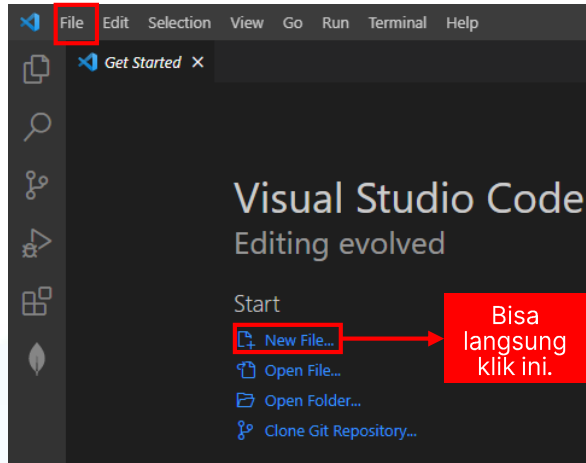 File Edit Selection View Go Run Terminal Help
Get Started
Visual Studio Code
Editing evolved
Start
New File...
Open File...
Open Folder...
Clone Git Repository...
Bisa
langsung
klik ini.